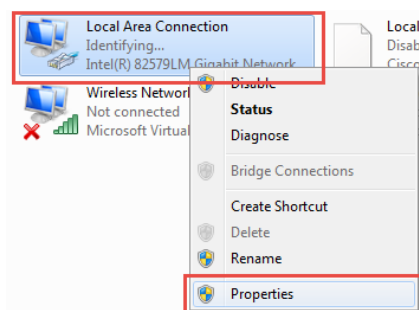 Local Area Connection
Identifying...
Intel(R) 82579LM Gigabit Network
Local
Disab
Cisco
Wireless Network
Not connected
Microsoft Virtual
Disable
Status
Diagnose
Bridge Connections
Create Shortcut
Delete
Rename
Properties